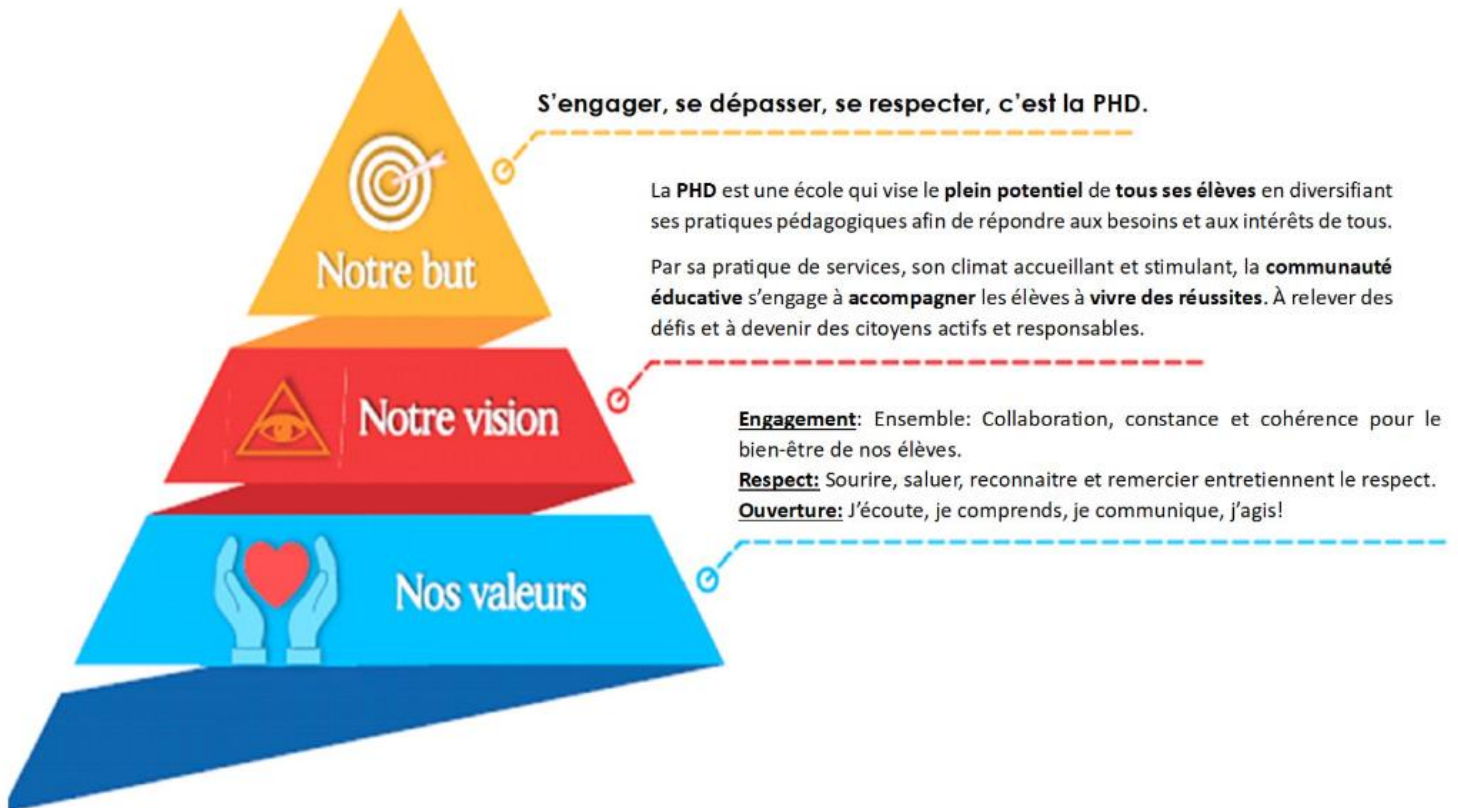 S'engager, se dépasser, se respecter, c'est la PHD.
Notre but
La PHD est une école qui vise le plein potentiel de tous ses élèves en diversifiant
ses pratiques pédagogiques afin de répondre aux besoins et aux intérêts de tous.
Par sa pratique de services, son climat accueillant et stimulant, la communauté
éducative s'engage à accompagner les élèves à vivre des réussites. À relever des
défis et à devenir des citoyens actifs et responsables.
Notre vision
Engagement: Ensemble: Collaboration, constance et cohérence pour le
bien-être de nos élèves.
Respect: Sourire, saluer, reconnaitre et remercier entretiennent le respect.
Ouverture: J'écoute, je comprends, je communique, j'agis!
Nos valeurs